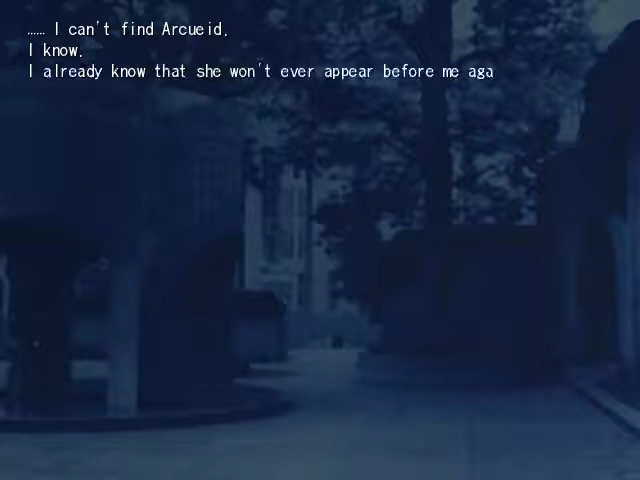 …… I can't find Arcueid.
I know.
I already know that she won't ever appear before me aga